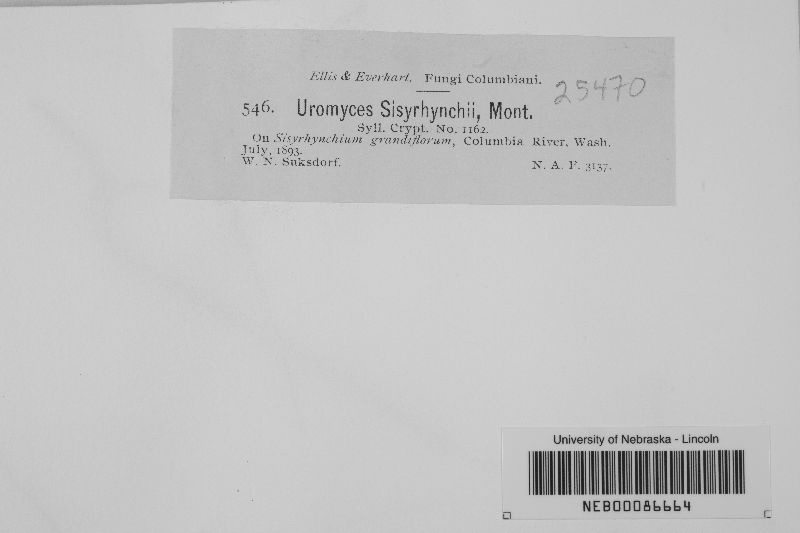 Ellis & Everhart, Fungi Columbiani.
25470
546. Uromyces Sisyrhynchii, Mont.
Syll. Crypt. No. 1162.
On Sisyrhynchium grandiflorum, Columbia River, Wash.
July, 1893.
W. N. Suksdorf. N. A. F. 3137.
University of Nebraska - Lincoln
NEB00086664